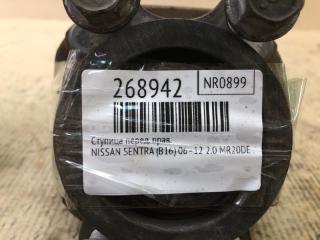 268942
NR0899
Ступица перед. прав.
NISSAN SENTRA (B16) 06-12 2.0 MR20DE